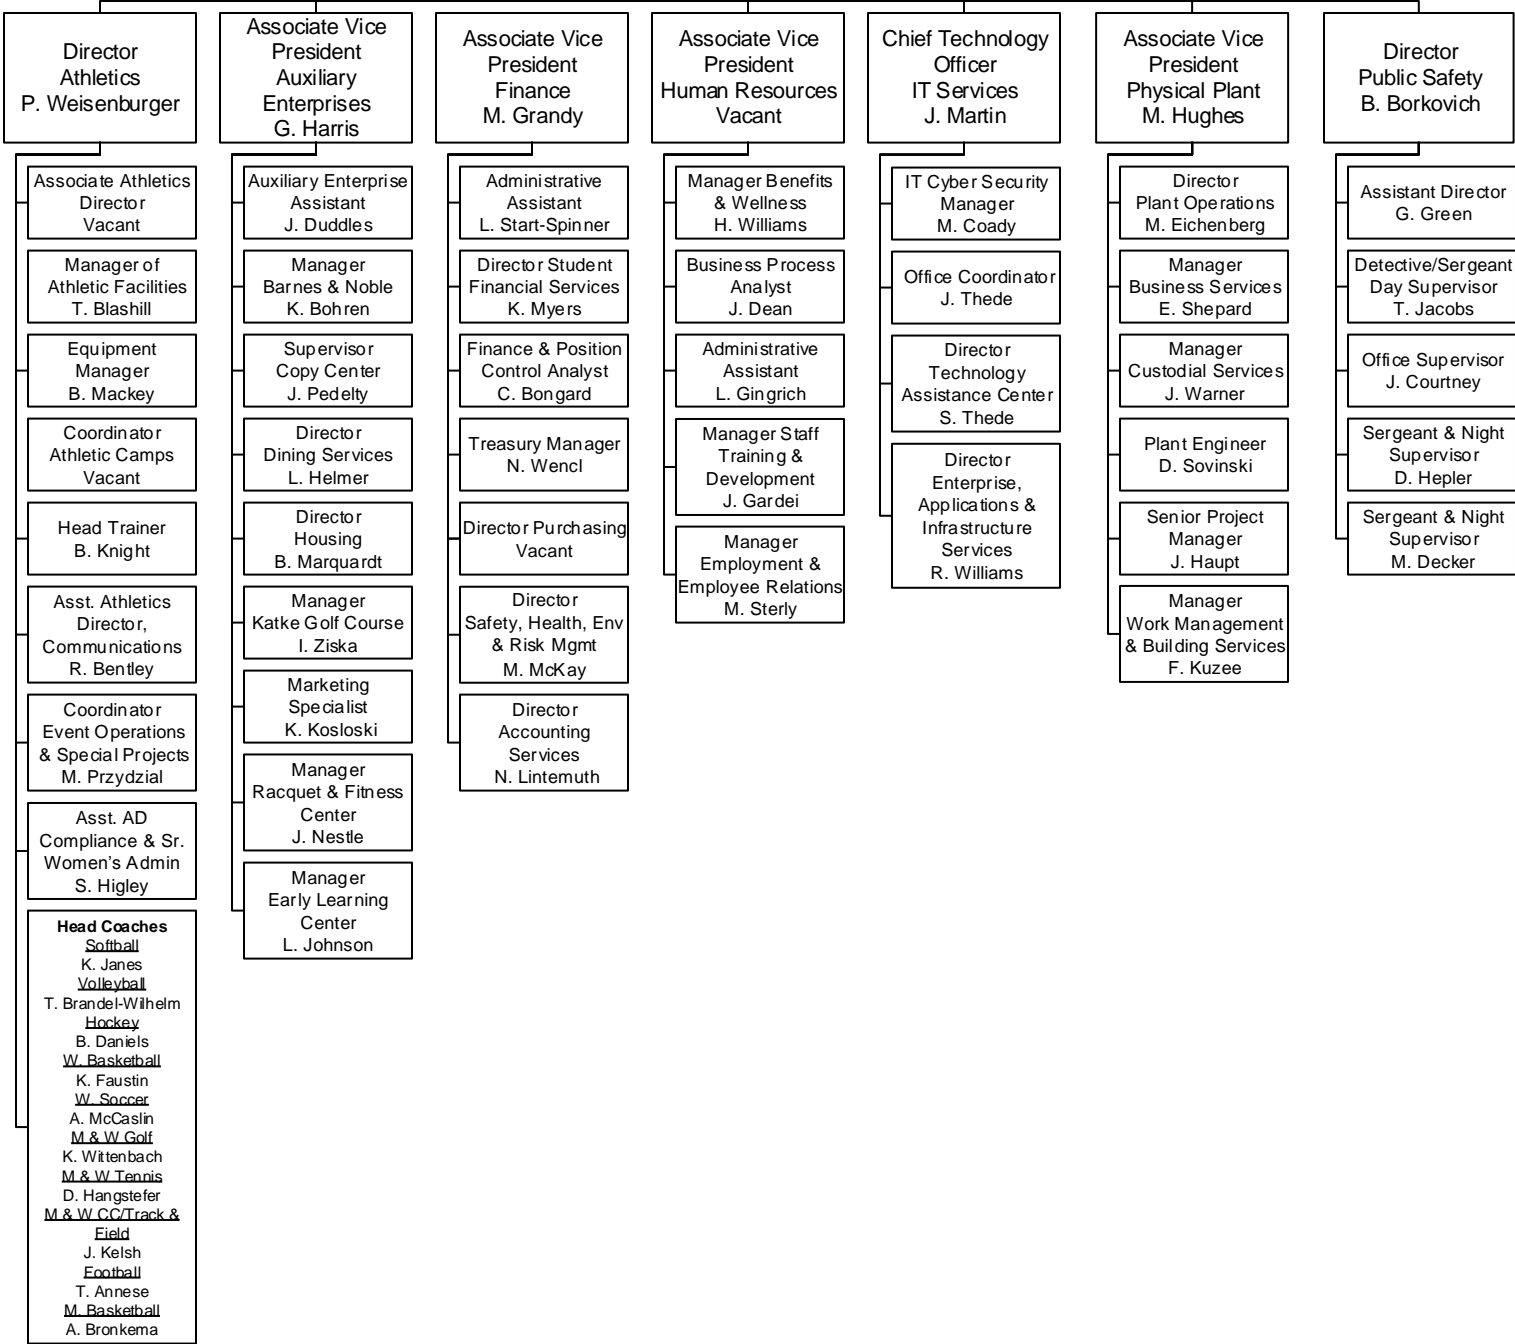 Director
Athletics
P. Weisenburger
Associate Athletics
Director
Vacant
Manager of
Athletic Facilities
T. Blashill
Equipment
Manager
B. Mackey
Coordinator
Athletic Camps
Vacant
Head Trainer
B. Knight
Asst. Athletics
Director,
Communications
R. Bentley
Coordinator
Event Operations
& Special Projects
M. Przydzial
Asst. AD
Compliance & Sr.
Women's Admin
S. Higley
Head Coaches
Softball
K. Janes
Volleyball
T. Brandel-Wilhelm
Hockey
B. Daniels
W. Basketball
K. Faustin
W. Soccer
A. McCaslin
M & W Golf
K. Wittenbach
M & W Tennis
D. Hangstefer
M & W CC/Track &
Field
J. Kelsh
Football
T. Annese
M. Basketball
A. Bronkema
Associate Vice
President
Auxiliary
Enterprises
G. Harris
Auxiliary Enterprise
Assistant
J. Duddles
Manager
Barnes & Noble
K. Bohren
Supervisor
Copy Center
J. Pedelty
Director
Dining Services
L. Helmer
Director
Housing
B. Marquardt
Manager
Katke Golf Course
I. Ziska
Marketing
Specialist
K. Kosloski
Manager
Racquet & Fitness
Center
J. Nestle
Manager
Early Learning
Center
L. Johnson
Associate Vice
President
Finance
M. Grandy
Administrative
Assistant
L. Start-Spinner
Director Student
Financial Services
K. Myers
Finance & Position
Control Analyst
C. Bongard
Treasury Manager
N. Wencl
Director Purchasing
Vacant
Director
Safety, Health, Env
& Risk Mgmt
M. McKay
Director
Accounting
Services
N. Lintemuth
Associate Vice
President
Human Resources
Vacant
Manager Benefits
& Wellness
H. Williams
Business Process
Analyst
J. Dean
Administrative
Assistant
L. Gingrich
Manager Staff
Training &
Development
J. Gardei
Manager
Employment &
Employee Relations
M. Sterly
Chief Technology
Officer
IT Services
J. Martin
IT Cyber Security
Manager
M. Coady
Office Coordinator
J. Thede
Director
Technology
Assistance Center
S. Thede
Director
Enterprise,
Applications &
Infrastructure
Services
R. Williams
Associate Vice
President
Physical Plant
M. Hughes
Director
Plant Operations
M. Eichenberg
Manager
Business Services
E. Shepard
Manager
Custodial Services
J. Warner
Plant Engineer
D. Sovinski
Senior Project
Manager
J. Haupt
Manager
Work Management
& Building Services
F. Kuzee
Director
Public Safety
B. Borkovich
Assistant Director
G. Green
Detective/Sergeant
Day Supervisor
T. Jacobs
Office Supervisor
J. Courtney
Sergeant & Night
Supervisor
D. Hepler
Sergeant & Night
Supervisor
M. Decker